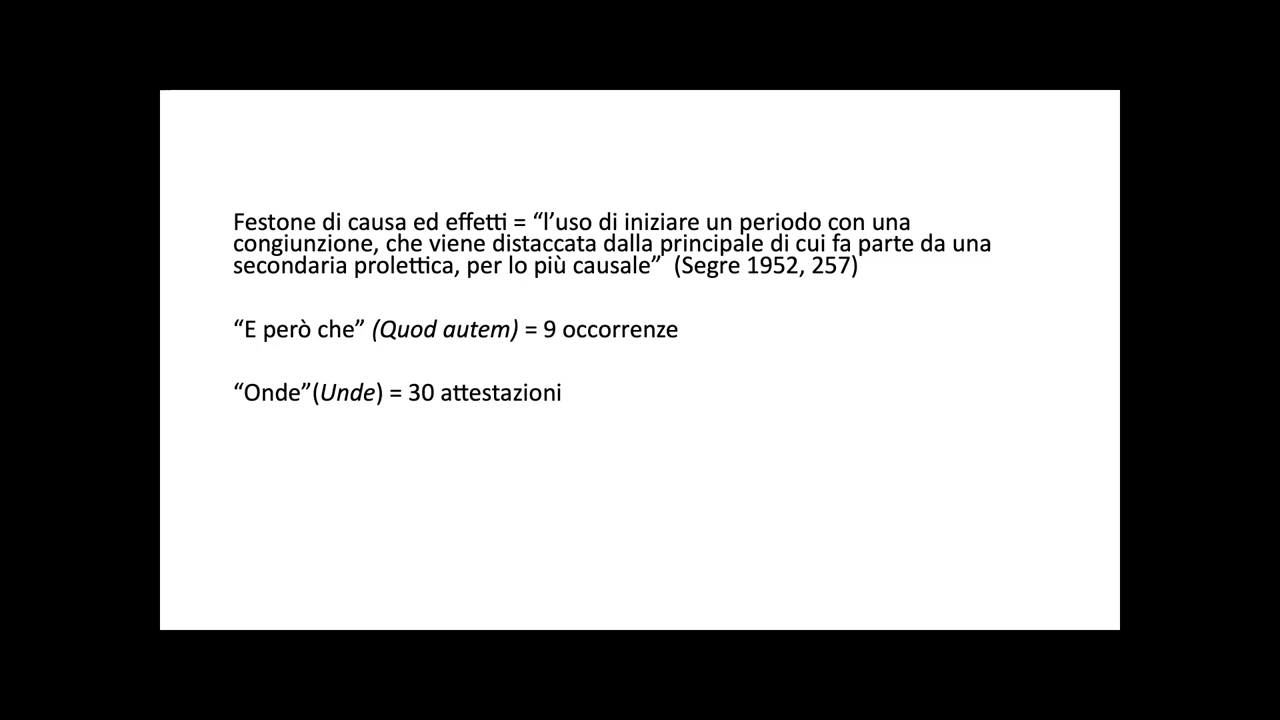 Festone di causa ed effetti = “l’uso di iniziare un periodo con una
congiunzione, che viene distaccata dalla principale di cui fa parte da una
secondaria prolettica, per lo più causale”  (Segre 1952, 257)
“E però che” (Quod autem) = 9 occorrenze
“Onde”(Unde) = 30 attestazioni